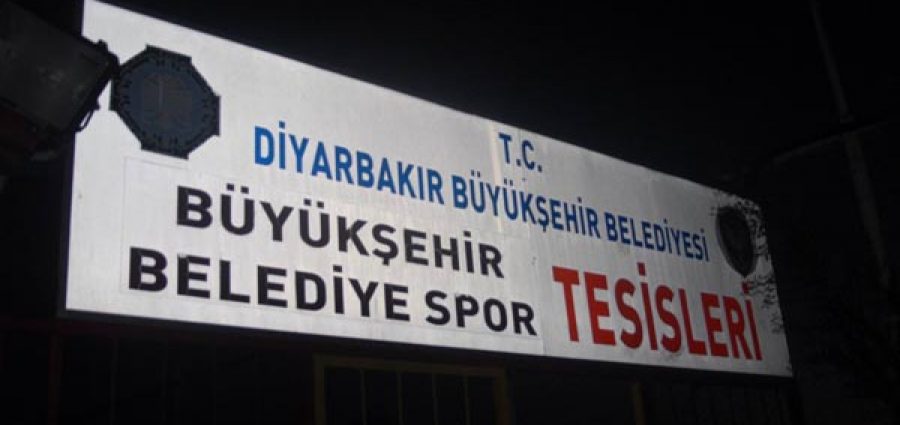 T.C.
DİYARBAKIR BÜYÜKŞEHİR BELEDİYESİ
BÜYÜKŞEHİR
BELEDİYE SPOR
TESİSLERİ